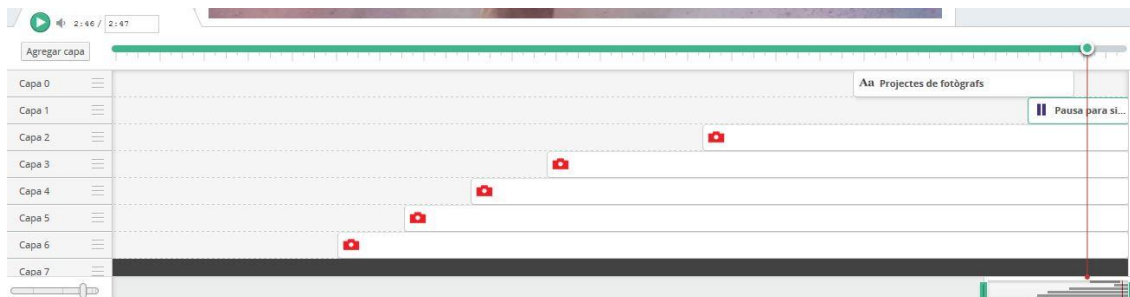 2:46 / 2:47
Agregar capa
Capa 0
Aa Projectes de fotògrafs
Capa 1
Pausa para si...
Capa 2
Capa 3
Capa 4
Capa 5
Capa 6
Capa 7